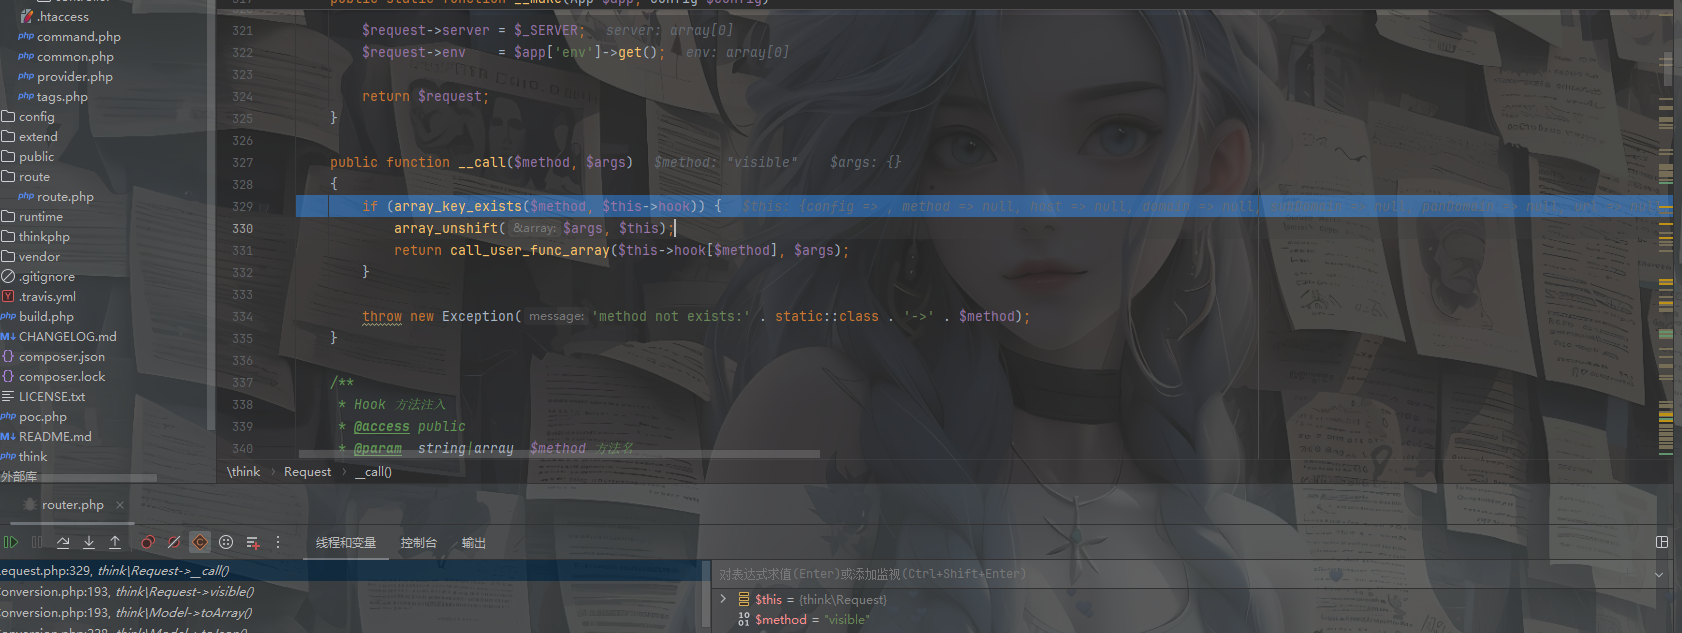 .htaccess
command.php
common.php
provider.php
tags.php
config
extend
public
route
route.php
runtime
thinkphp
vendor
.gitignore
.travis.yml
build.php
CHANGELOG.md
composer.json
composer.lock
LICENSE.txt
poc.php
README.md
think
外部库
321 $request->server = $_SERVER; server: array[0]
322 $request->env = $app['env']->get(); env: array[0]
323
324 return $request;
325 }
326
327 public function __call($method, $args) $method: "visible" $args: {}
328 {
329 if (array_key_exists($method, $this->hook)) { $this: {config => , method => null, host => null, domain => null,
330 array_unshift( &array: $args, $this);
331 return call_user_func_array($this->hook[$method], $args);
332 }
333
334 throw new Exception( message: 'method not exists:' . static::class . '->' . $method);
335 }
336
337 /**
338 * Hook 方法注入
339 * @access public
340 * @param string|array $method 方法名
\think > Request > __call()
router.php
线程和变量 控制台 输出
equest.php:329, think\Request->__call()
onversion.php:193, think\Request->visible()
onversion.php:193, think\Model->toArray()
onversion.php:228, think\Model->toJson()
对表达式求值(Enter)或添加监视(Ctrl+Shift+Enter)
$this = {think\Request}
$method = "visible"